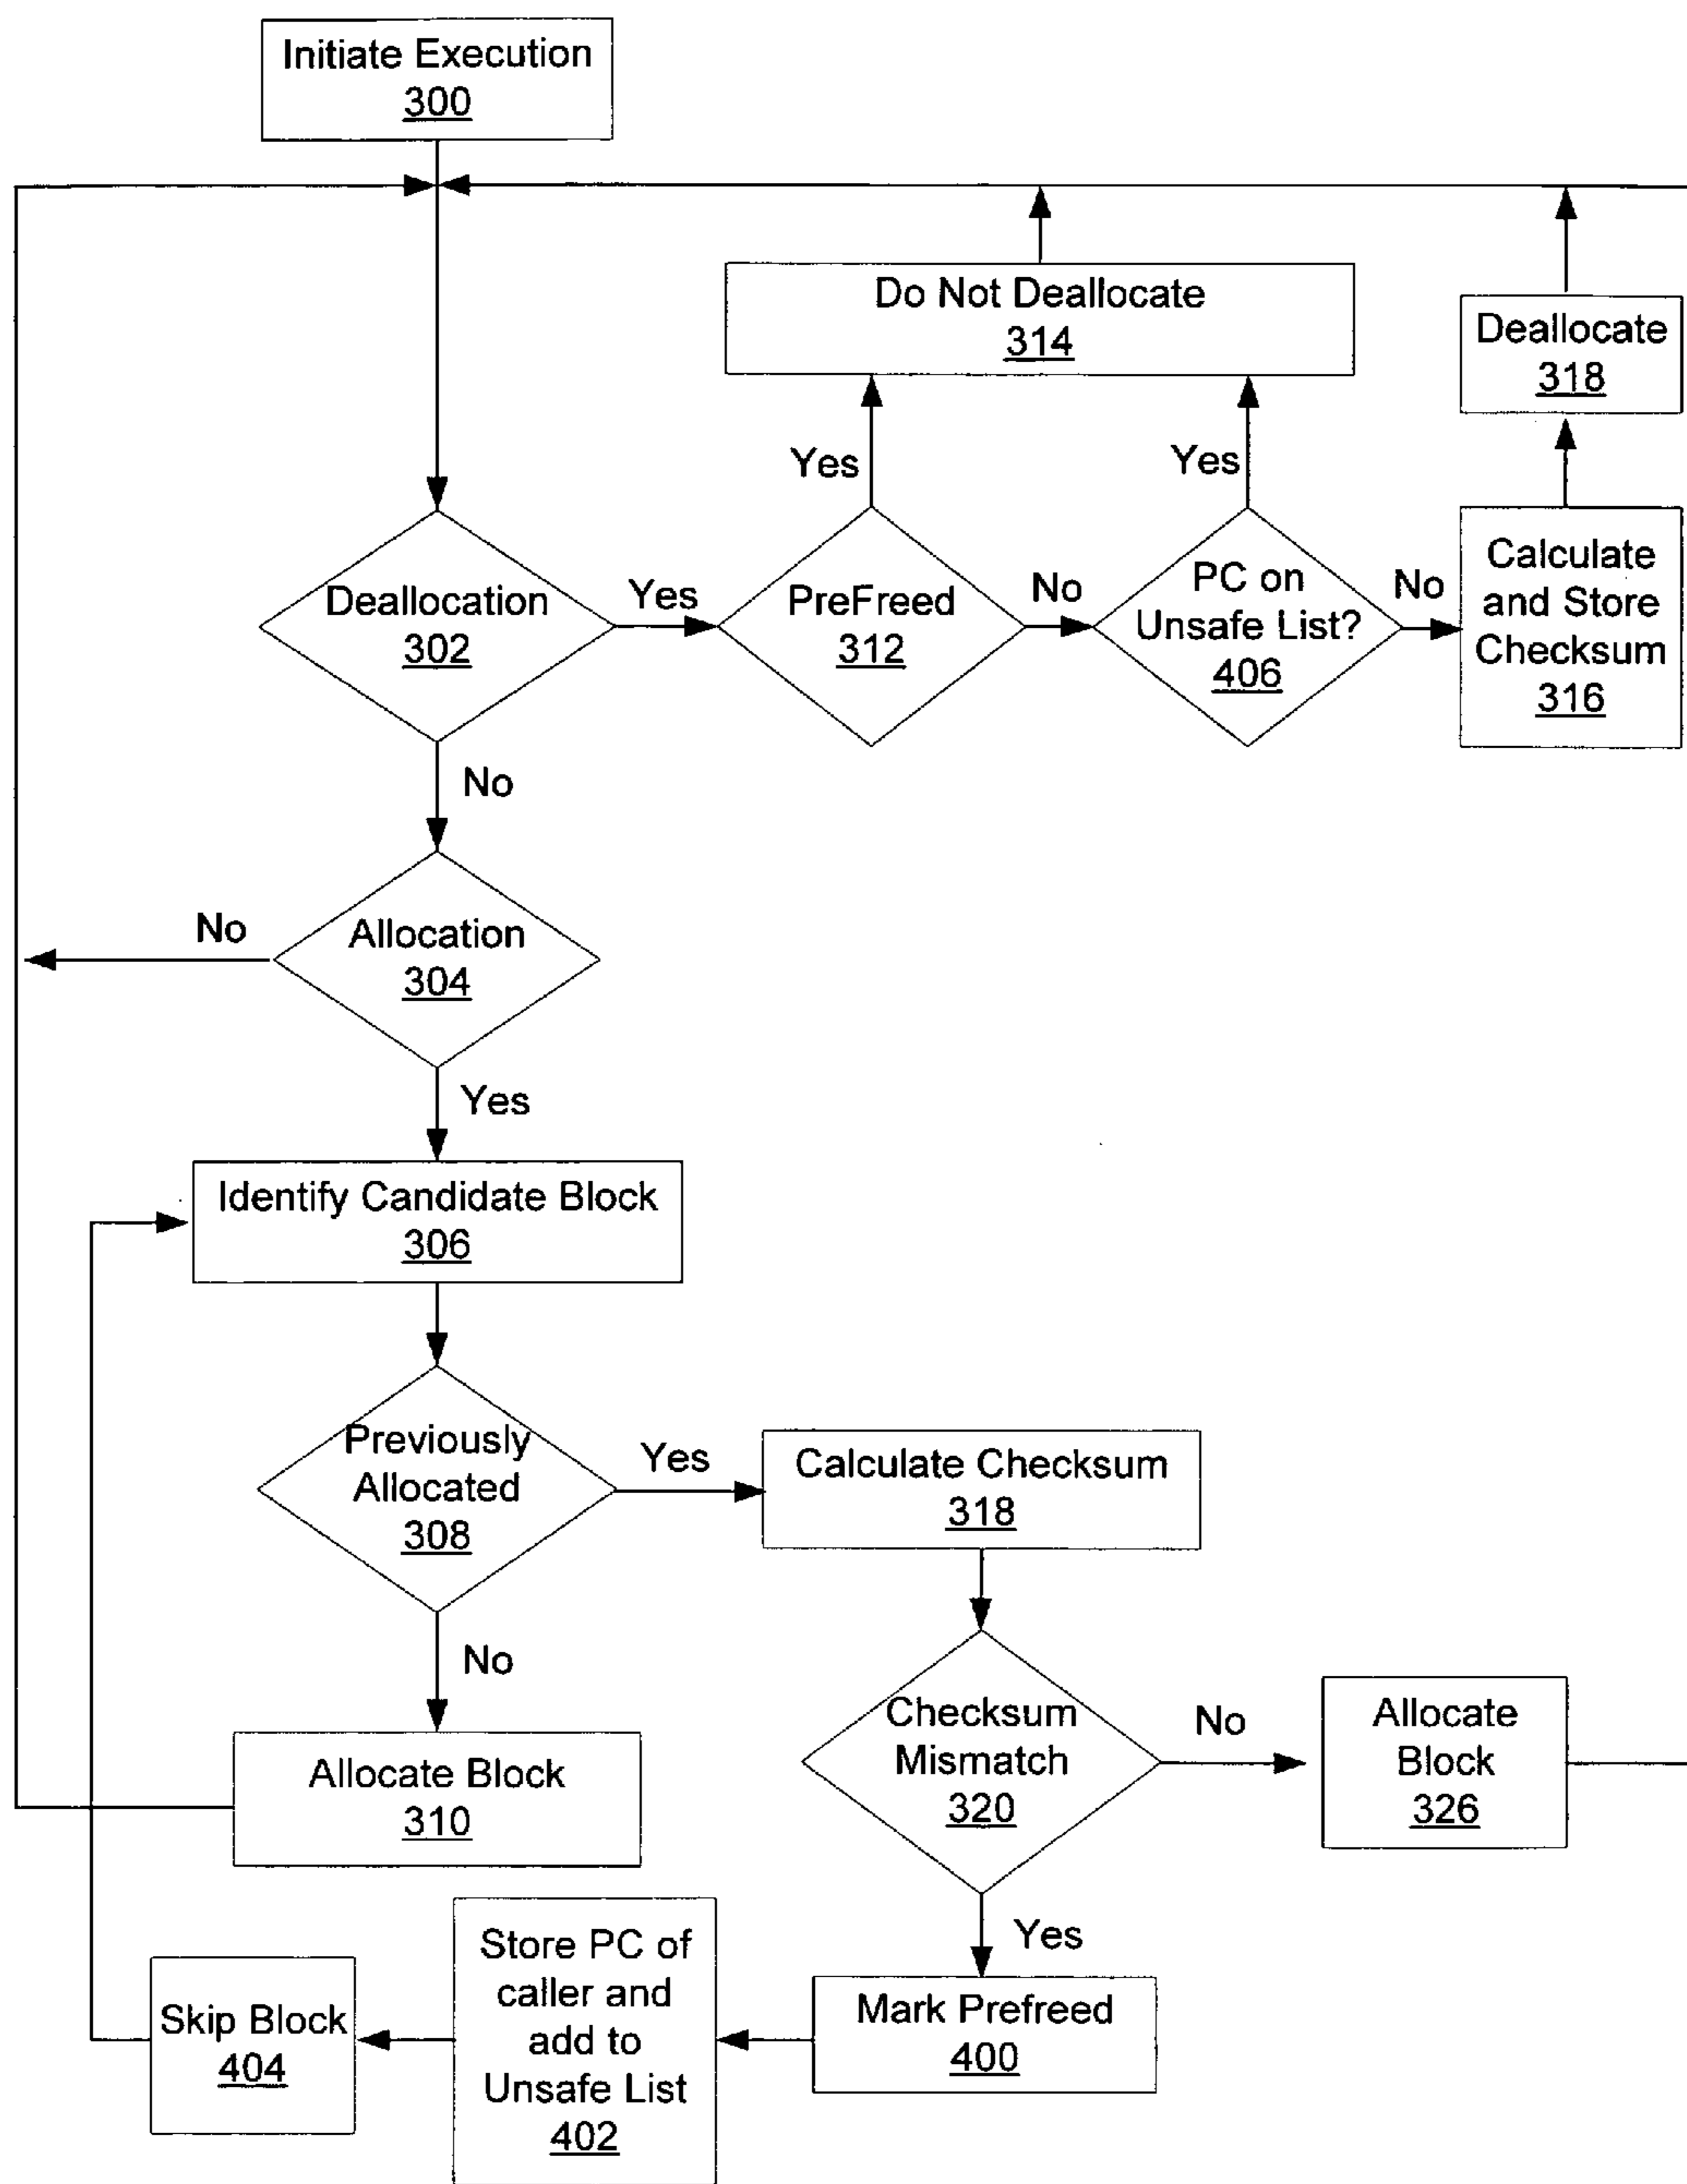 Initiate Execution
300
Do Not Deallocate
314
Deallocate
318
Yes
Yes
Deallocation
302
Yes
PreFreed
312
No
PC on
Unsafe List?
406
No
Calculate
and Store
Checksum
316
No
Allocation
304
No
Yes
Identify Candidate Block
306
Previously
Allocated
308
Yes
Calculate Checksum
318
No
Checksum
Mismatch
320
No
Allocate
Block
326
Allocate Block
310
Yes
Mark Prefreed
400
Store PC of
caller and
add to
Unsafe List
402
Skip Block
404